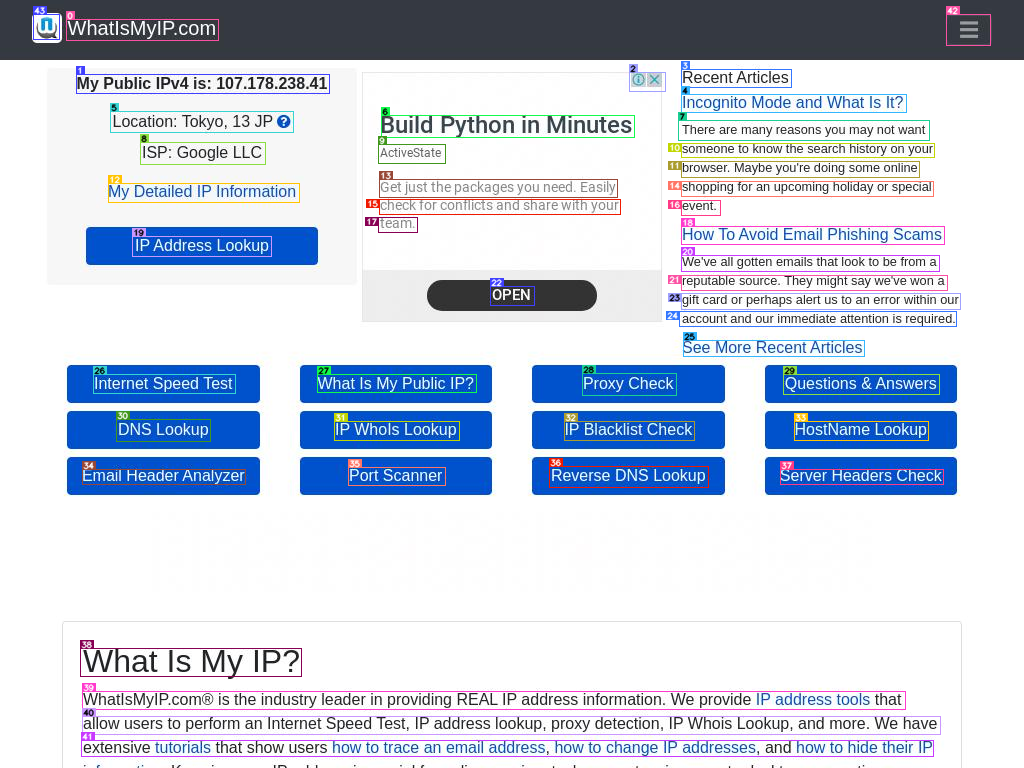 WhatIsMyIP.com
My Public IPv4 is: 107.178.238.41
Location: Tokyo, 13 JP
ISP: Google LLC
My Detailed IP Information
IP Address Lookup
Build Python in Minutes
ActiveState
Get just the packages you need. Easily
check for conflicts and share with your
team.
OPEN
Recent Articles
Incognito Mode and What Is It?
There are many reasons you may not want
someone to know the search history on your
browser. Maybe you're doing some online
shopping for an upcoming holiday or special
event.
How To Avoid Email Phishing Scams
We've all gotten emails that look to be from a
reputable source. They might say we've won a
gift card or perhaps alert us to an error within our
account and our immediate attention is required.
See More Recent Articles
Internet Speed Test
What Is My Public IP?
Proxy Check
Questions & Answers
DNS Lookup
IP WhoIs Lookup
IP Blacklist Check
HostName Lookup
Email Header Analyzer
Port Scanner
Reverse DNS Lookup
Server Headers Check
What Is My IP?
WhatIsMyIP.com® is the industry leader in providing REAL IP address information. We provide IP address tools that
allow users to perform an Internet Speed Test, IP address lookup, proxy detection, IP Whois Lookup, and more. We have
extensive tutorials that show users how to trace an email address, how to change IP addresses, and how to hide their IP